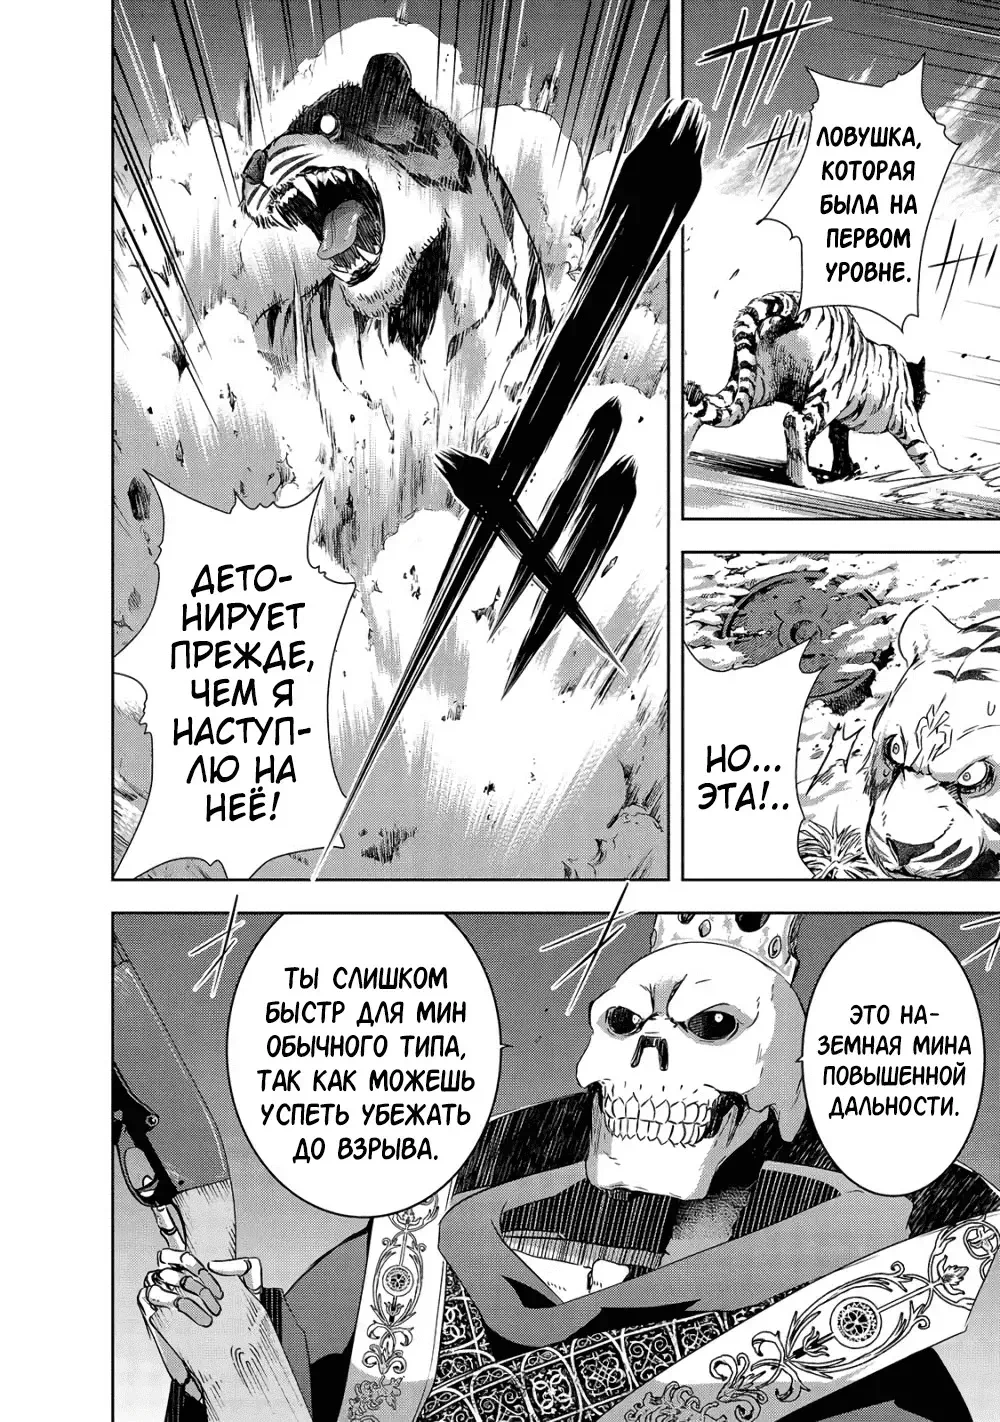 ЛОВУШКА,
КОТОРАЯ
БЫЛА НА
ПЕРВОМ
УРОВНЕ.
НО...
ЭТА!..
ДЕТО-
НИРУЕТ
ПРЕЖДЕ,
ЧЕМ Я
НАСТУП-
ЛЮ НА
НЕЁ!
ЭТО НА-
ЗЕМНАЯ МИНА
ПОВЫШЕННОЙ
ДАЛЬНОСТИ.
ТЫ СЛИШКОМ
БЫСТР ДЛЯ МИН
ОБЫЧНОГО ТИПА,
ТАК КАК МОЖЕШЬ
УСПЕТЬ УБЕЖАТЬ
ДО ВЗРЫВА.